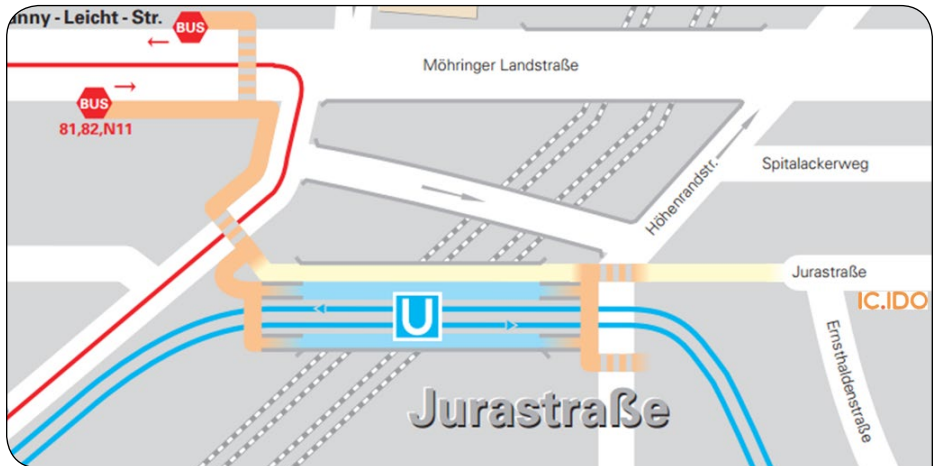 nny - Leicht - Str.
BUS
BUS
81,82,N11
Möhringer Landstraße
Spitalackerweg
Höhenrandstr.
Jurastraße
IC.IDO
U
Ernsthaldenstraße
Jurastraße